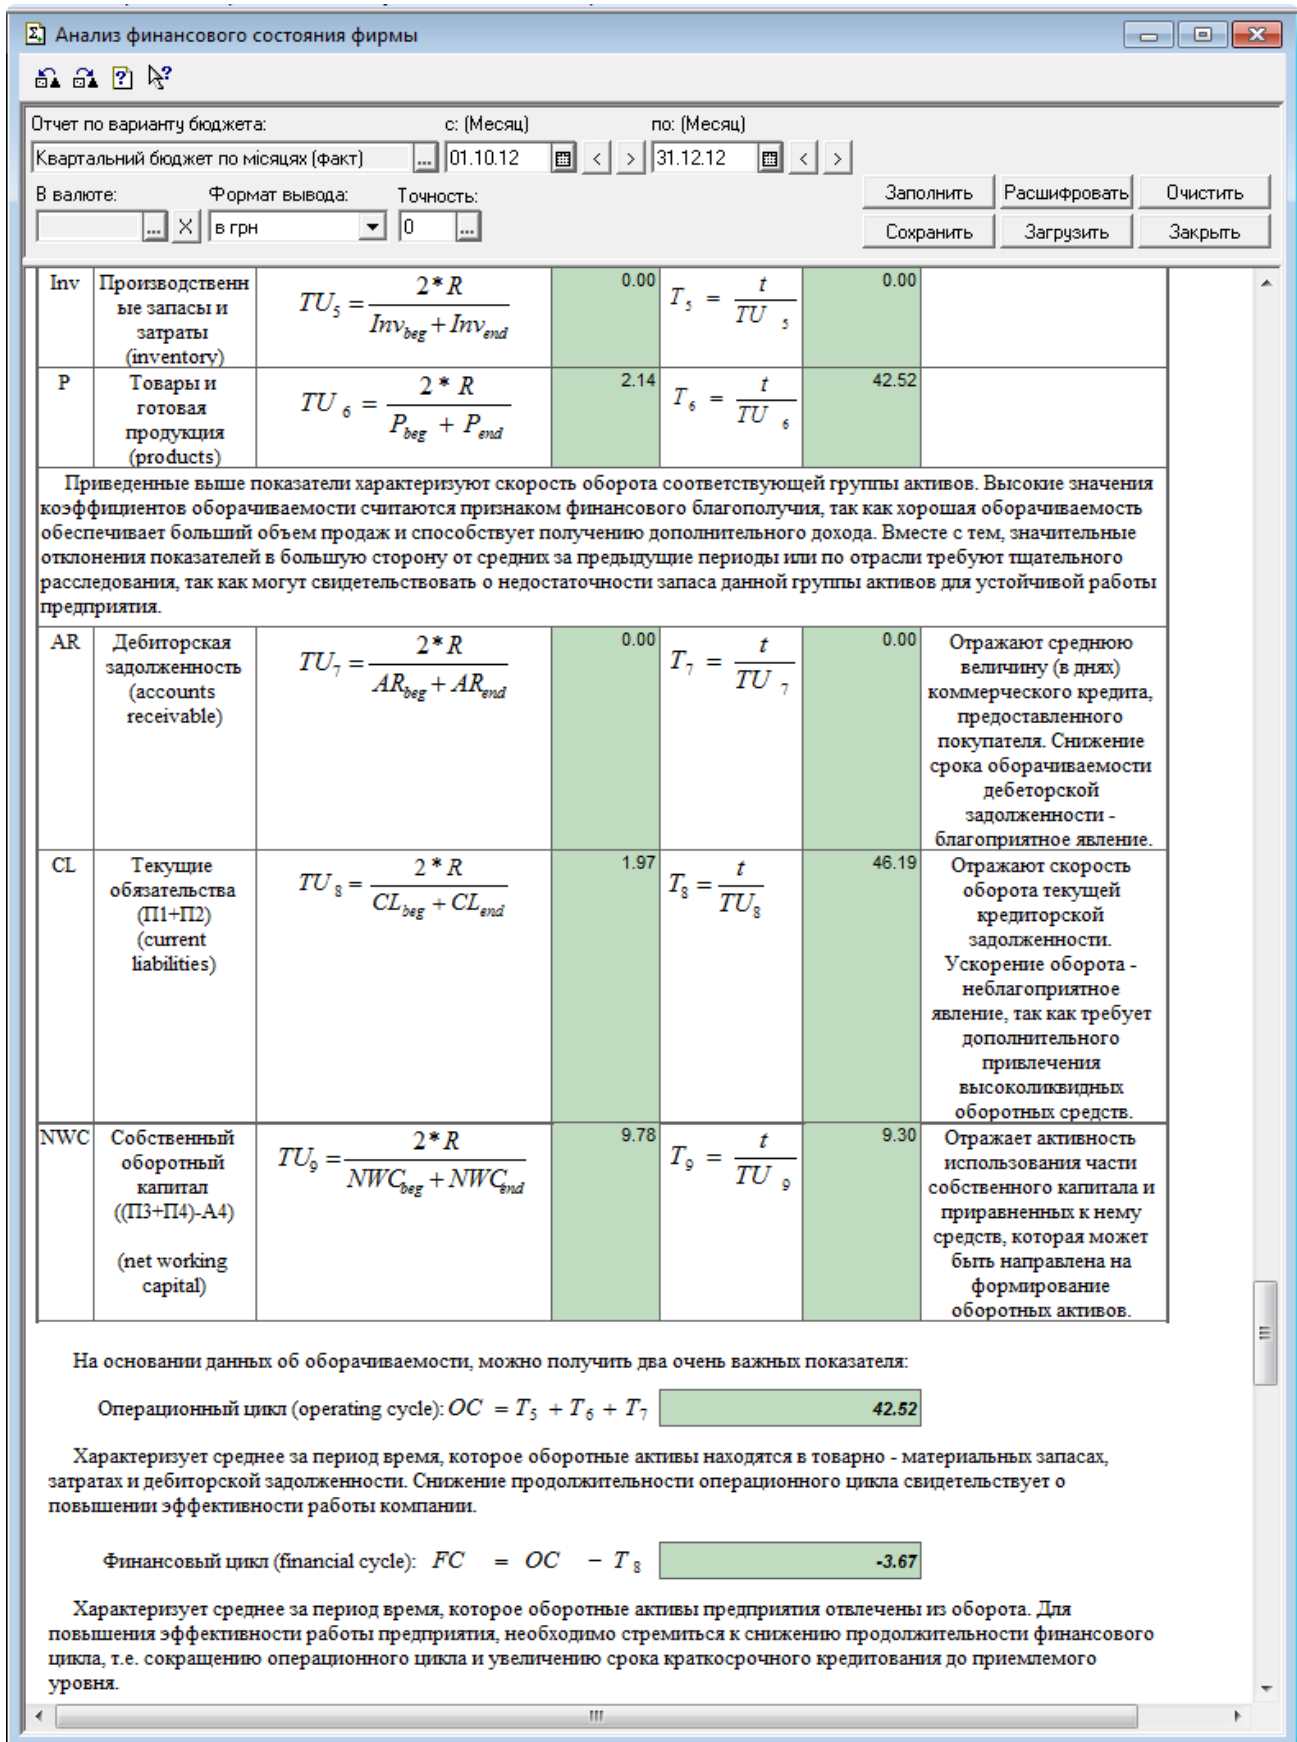 Анализ финансового состояния фирмы
Отчет по варианту бюджета: с: (Месяц) по: (Месяц)
Квартальний бюджет по місяцях (факт) ... 01.10.12 < > 31.12.12 < >
В валюте: Формат вывода: Точность:
... X в грн 0 ...
Заполнить Расшифровать Очистить
Сохранить Загрузить Закрыть
Inv Производственн
ые запасы и
затраты
(inventory)
TU₅ = 2*R / (Inv_beg + Inv_end) 0.00 T₅ = t / TU₅ 0.00
P Товары и
готовая
продукция
(products)
TU₆ = 2*R / (P_beg + P_end) 2.14 T₆ = t / TU₆ 42.52
Приведенные выше показатели характеризуют скорость оборота соответствующей группы активов. Высокие значения
коэффициентов оборачиваемости считаются признаком финансового благополучия, так как хорошая оборачиваемость
обеспечивает больший объем продаж и способствует получению дополнительного дохода. Вместе с тем, значительные
отклонения показателей в большую сторону от средних за предыдущие периоды или по отрасли требуют тщательного
расследования, так как могут свидетельствовать о недостаточности запаса данной группы активов для устойчивой работы
предприятия.
AR Дебиторская
задолженность
(accounts
receivable)
TU₇ = 2*R / (AR_beg + AR_end) 0.00 T₇ = t / TU₇ 0.00
Отражают среднюю
величину (в днях)
коммерческого кредита,
предоставленного
покупателя. Снижение
срока оборачиваемости
дебеторской
задолженности -
благоприятное явление.
CL Текущие
обязательства
(П1+П2)
(current
liabilities)
TU₈ = 2*R / (CL_beg + CL_end) 1.97 T₈ = t / TU₈ 46.19
Отражают скорость
оборота текущей
кредиторской
задолженности.
Ускорение оборота -
неблагоприятное
явление, так как требует
дополнительного
привлечения
высоколиквидных
оборотных средств.
NWC Собственный
оборотный
капитал
((П3+П4)-А4)
(net working
capital)
TU₉ = 2*R / (NWC_beg + NWC_end) 9.78 T₉ = t / TU₉ 9.30
Отражает активность
использования части
собственного капитала и
приравненных к нему
средств, которая может
быть направлена на
формирование
оборотных активов.
На основании данных об оборачиваемости, можно получить два очень важных показателя:
Операционный цикл (operating cycle): OC = T₅ + T₆ + T₇ 42.52
Характеризует среднее за период время, которое оборотные активы находятся в товарно - материальных запасах,
затратах и дебиторской задолженности. Снижение продолжительности операционного цикла свидетельствует о
повышении эффективности работы компании.
Финансовый цикл (financial cycle): FC = OC - T₈ -3.67
Характеризует среднее за период время, которое оборотные активы предприятия отвлечены из оборота. Для
повышения эффективности работы предприятия, необходимо стремиться к снижению продолжительности финансового
цикла, т.е. сокращению операционного цикла и увеличению срока краткосрочного кредитования до приемлемого
уровня.